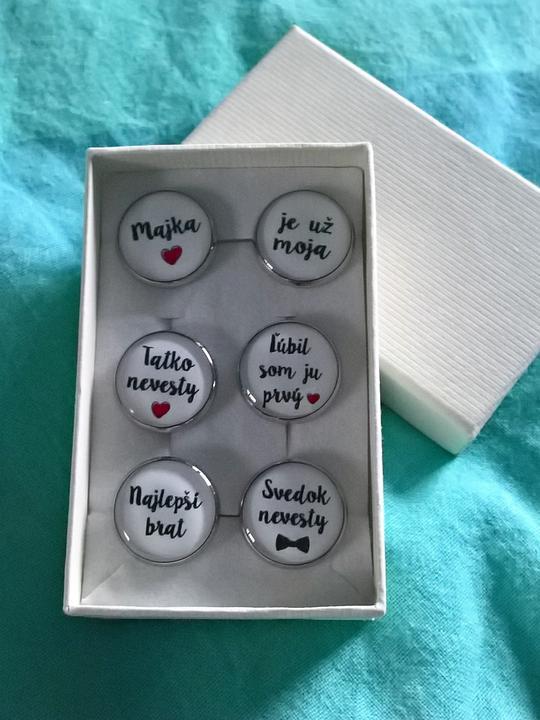 Majka
je už
moja
Tatko
nevesty
Ľúbil
som ju
prvý
Najlepší
brat
Svedok
nevesty